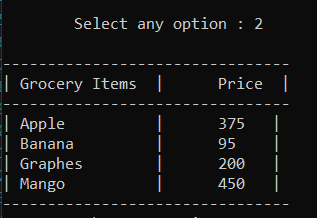 Select any option : 2
--------------------------------
| Grocery Items  |      Price  |
--------------------------------
| Apple          |      375   |
| Banana         |      95    |
| Graphes        |      200   |
| Mango          |      450   |
--------------------------------